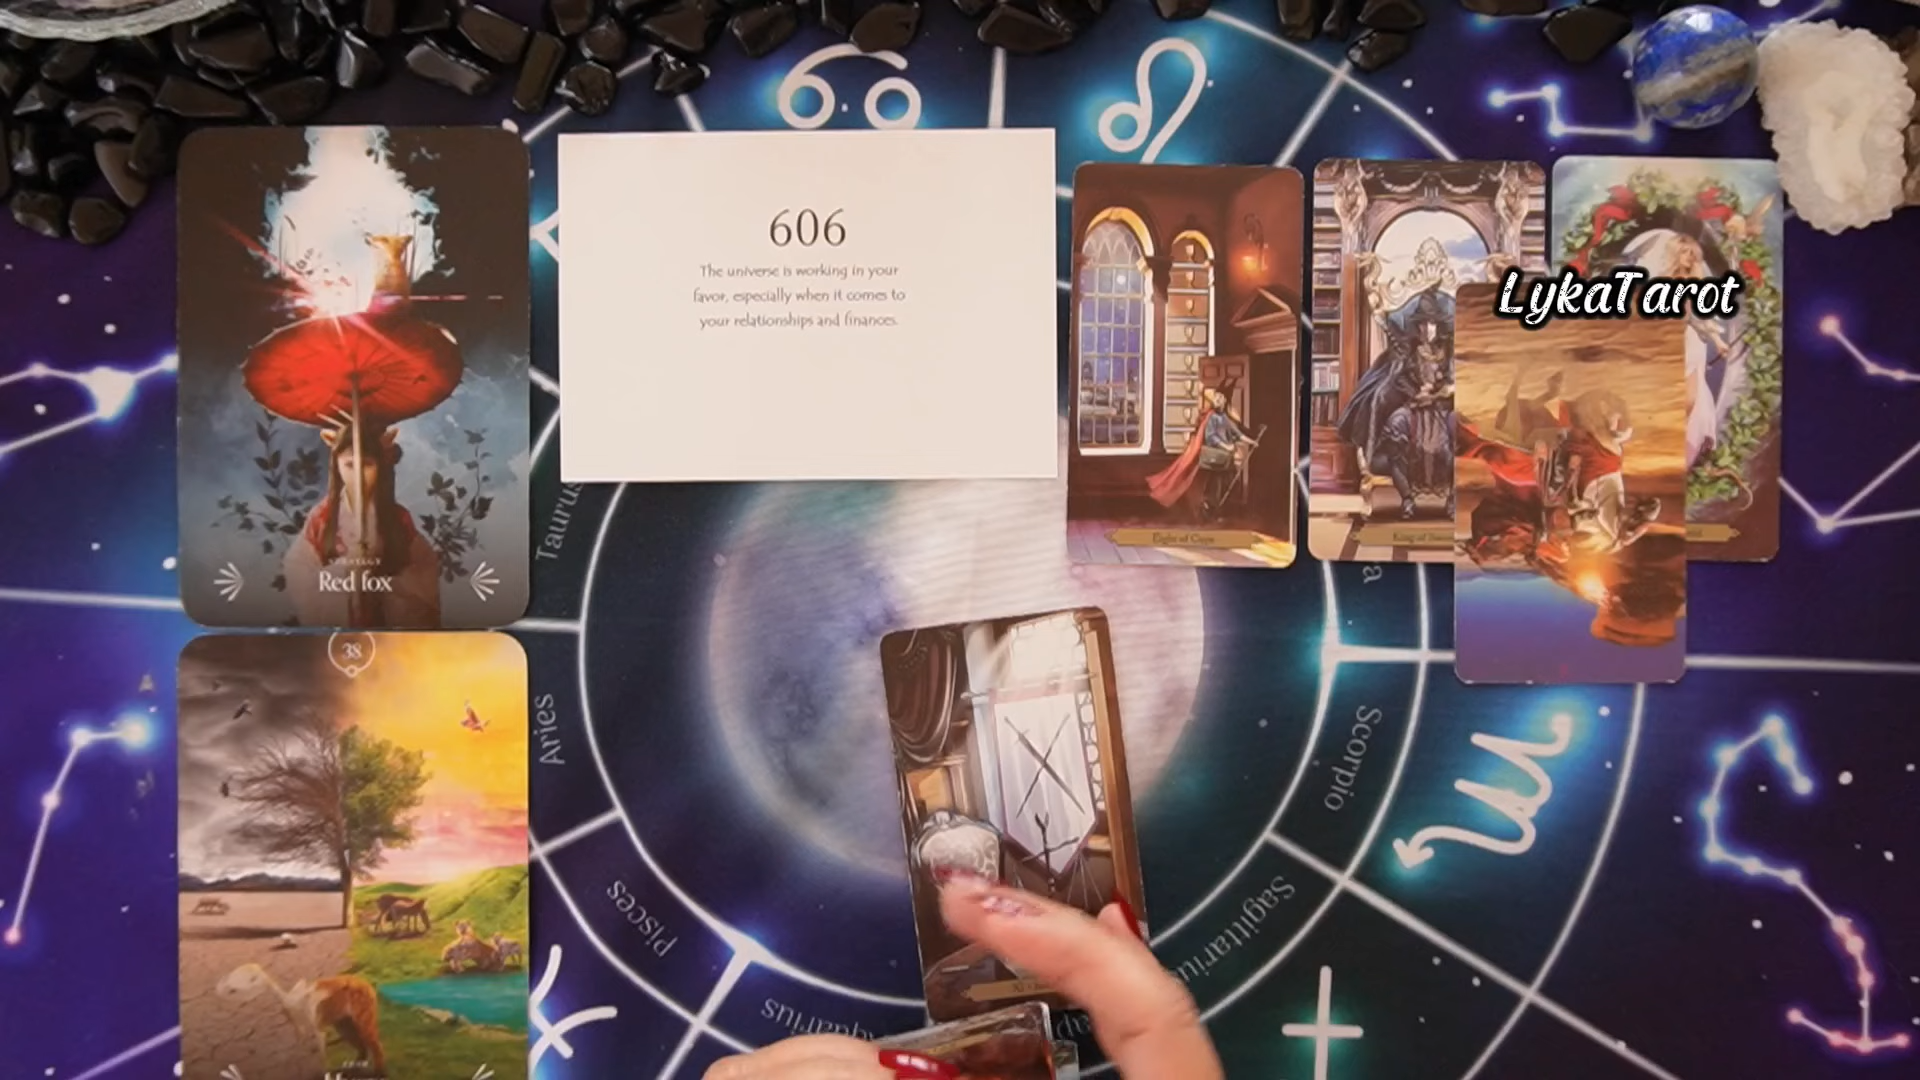 606
The universe is working in your
favor, especially when it comes to
your relationships and finances.
LykaTarot
Eight of Cups
King of
Red fox
38
Taurus
Aries
Pisces
Aquarius
Sagittarius
Scorpio